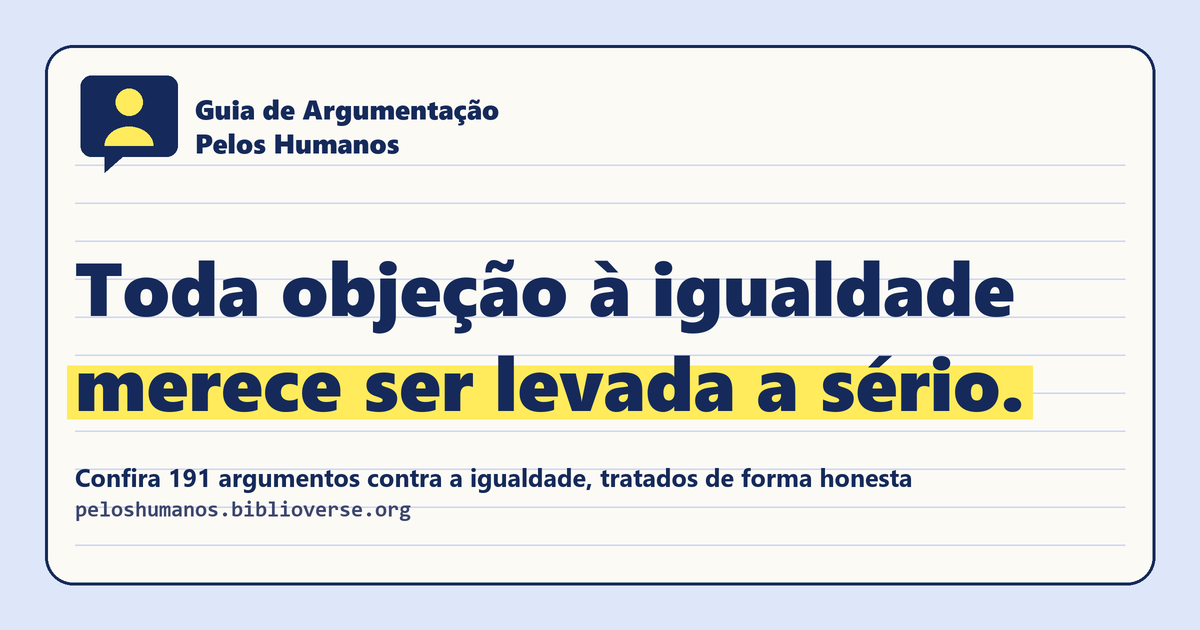 Guia de Argumentação
Pelos Humanos
Toda objeção à igualdade
merece ser levada a sério.
Confira 191 argumentos contra a igualdade, tratados de forma honesta
peloshumanos.biblioverse.org